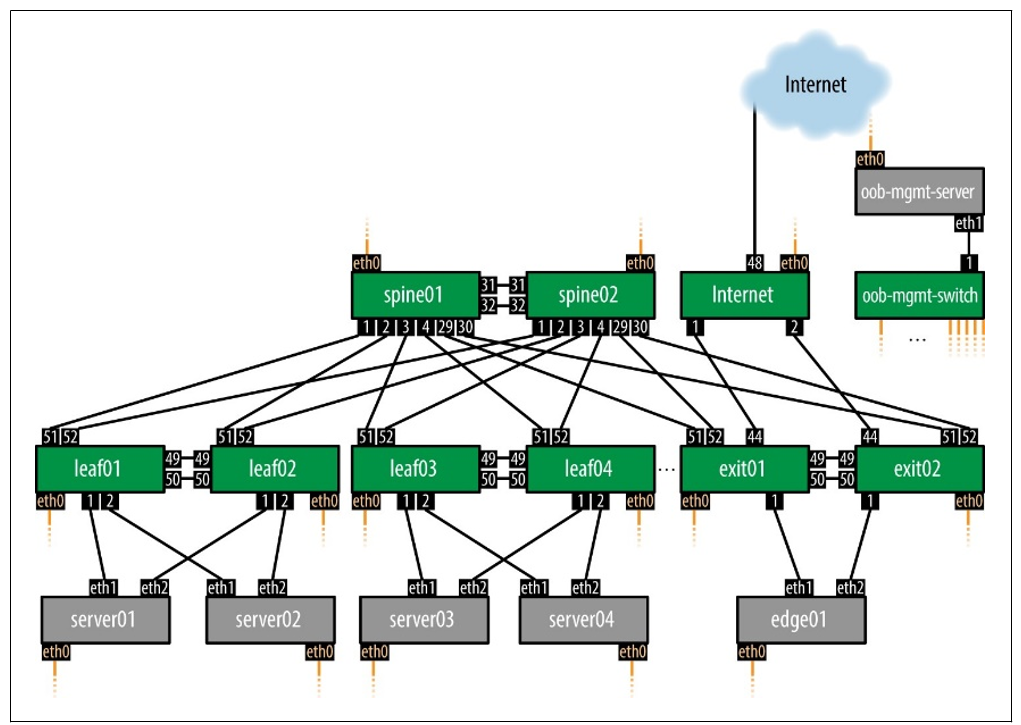 Internet
eth0
oob-mgmt-server
eth1
eth0 eth0 48 eth0 1
spine01 31 31 spine02 Internet oob-mgmt-switch
32 32
1 2 3 4 29 30 1 2 3 4 29 30 1 2 ...
51 52 51 52 51 52 51 52 51 52 44 44 51 52
leaf01 49 49 leaf02 leaf03 49 49 leaf04 ... exit01 49 49 exit02
50 50 50 50 50 50
eth0 1 2 1 2 eth0 eth0 1 2 1 2 eth0 eth0 1 1 eth0
eth1 eth2 eth1 eth2 eth1 eth2 eth1 eth2 eth1 eth2
server01 server02 server03 server04 edge01
eth0 eth0 eth0 eth0 eth0